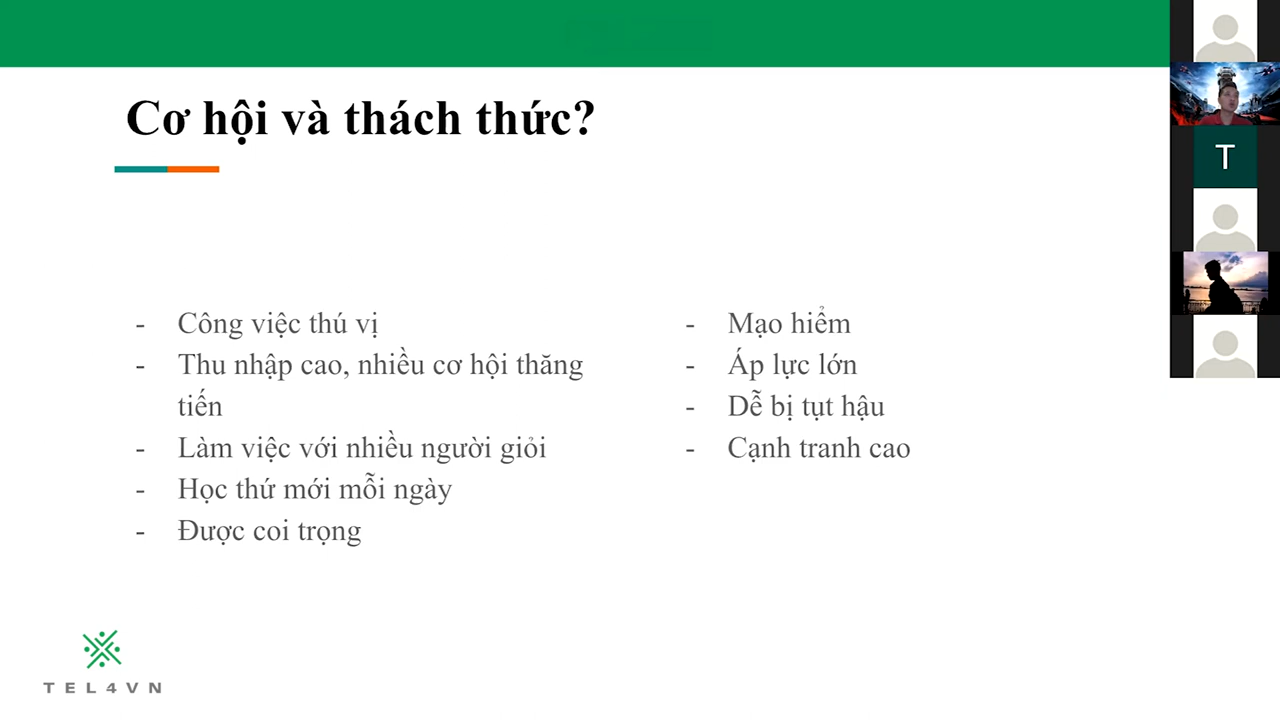 Cơ hội và thách thức?
- Công việc thú vị
- Thu nhập cao, nhiều cơ hội thăng
tiến
- Làm việc với nhiều người giỏi
- Học thứ mới mỗi ngày
- Được coi trọng
- Mạo hiểm
- Áp lực lớn
- Dễ bị tụt hậu
- Cạnh tranh cao
T
TEL4VN